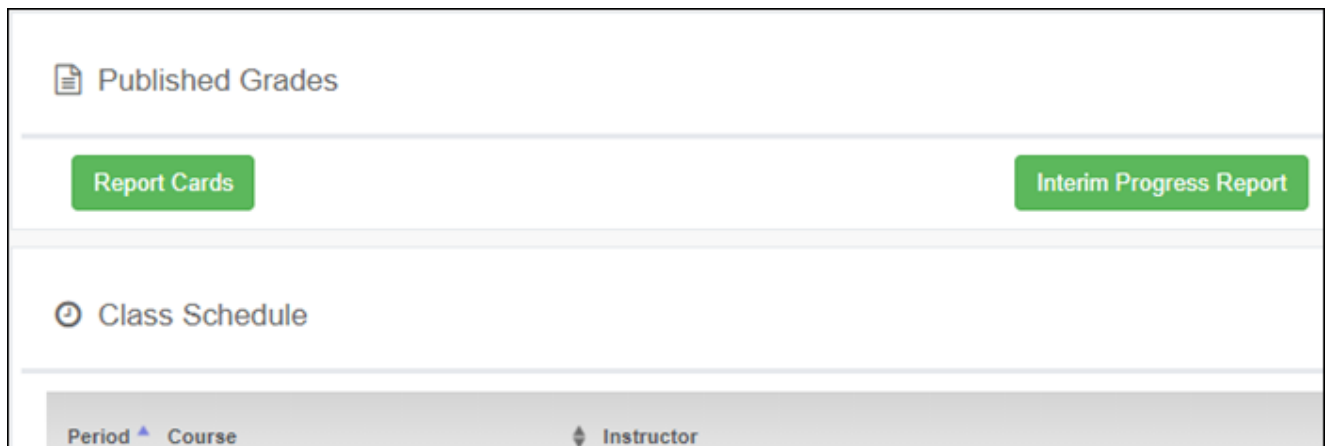 Published Grades
Report Cards Interim Progress Report
Class Schedule
Period Course Instructor